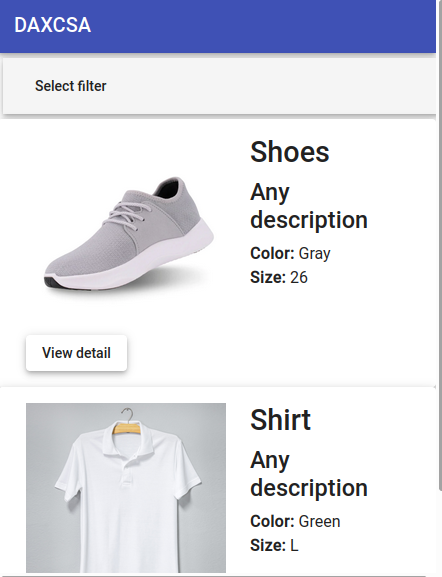 DAXCSA
Select filter
Shoes
Any
description
Color: Gray
Size: 26
View detail
Shirt
Any
description
Color: Green
Size: L